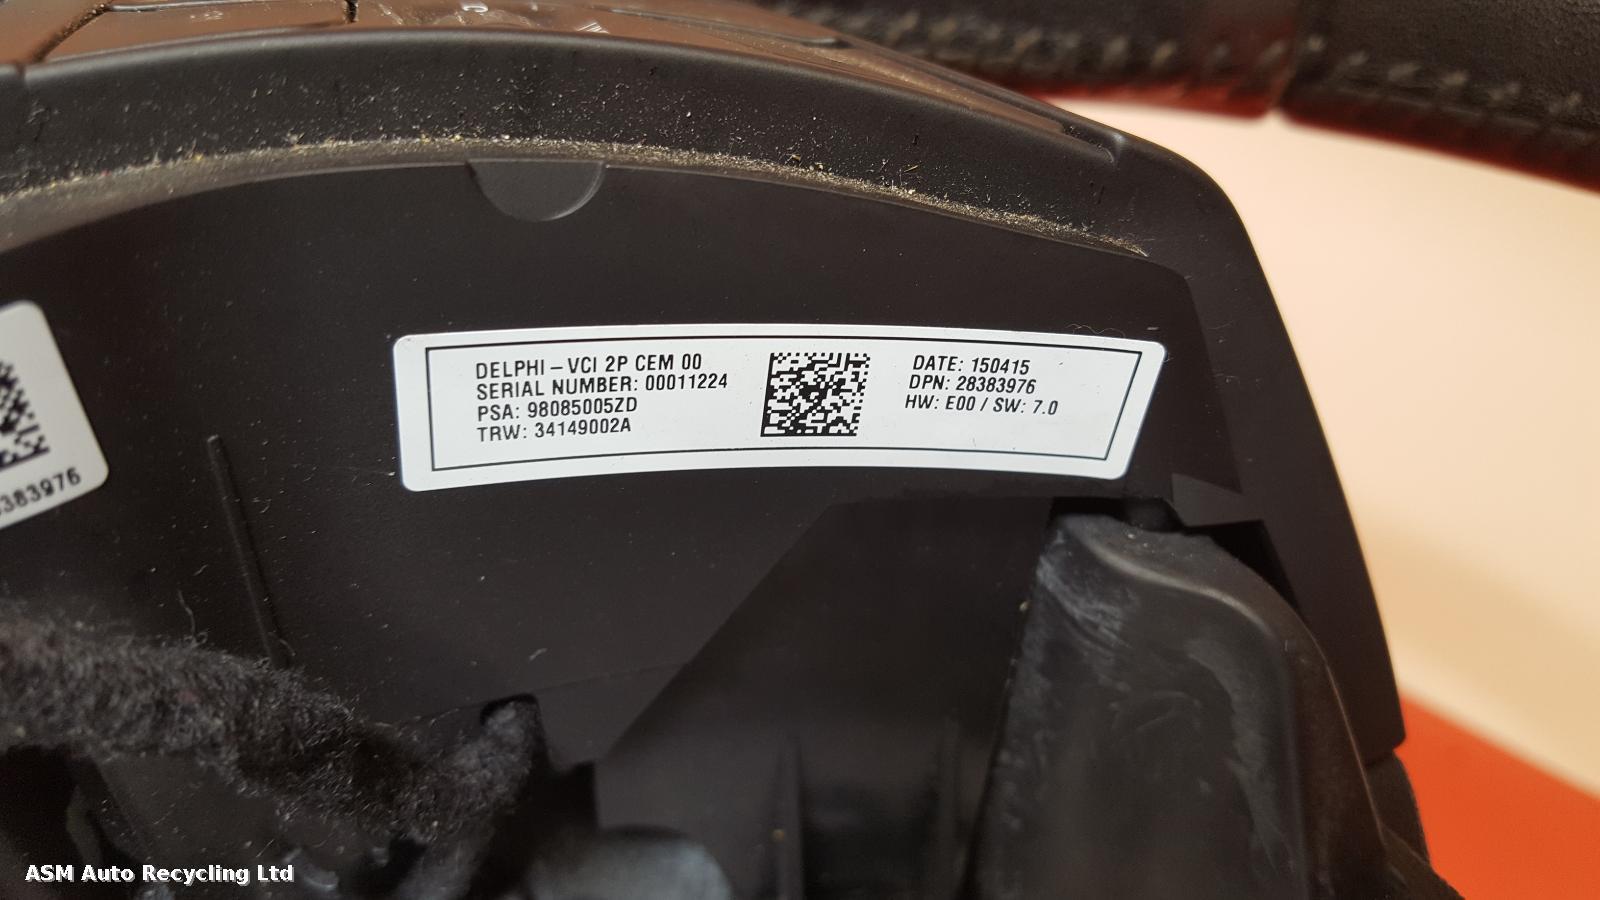 DELPHI – VCI 2P CEM 00
SERIAL NUMBER: 00011224
PSA: 98085005ZD
TRW: 34149002A
DATE: 150415
DPN: 28383976
HW: E00 / SW: 7.0
383976
ASM Auto Recycling Ltd